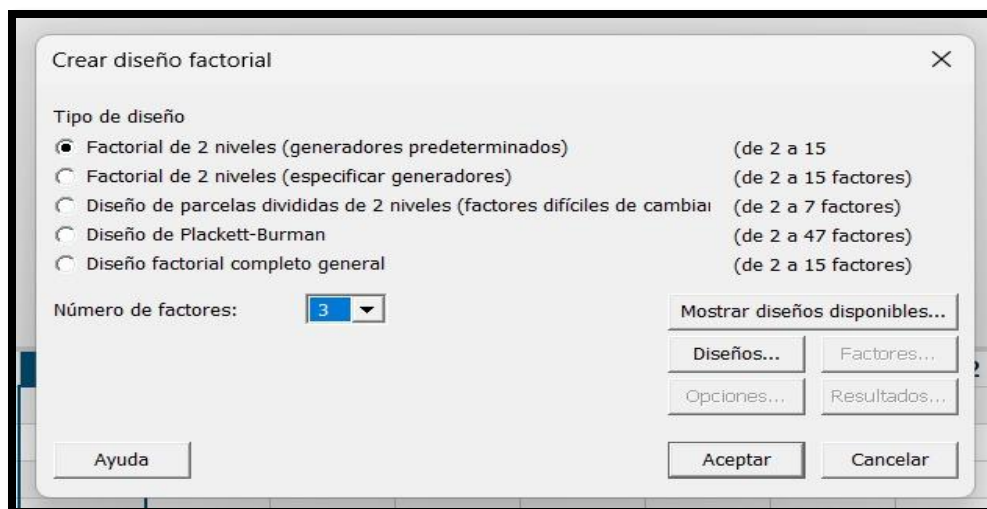 Crear diseño factorial
Tipo de diseño
Factorial de 2 niveles (generadores predeterminados) (de 2 a 15
Factorial de 2 niveles (especificar generadores) (de 2 a 15 factores)
Diseño de parcelas divididas de 2 niveles (factores difíciles de cambiar (de 2 a 7 factores)
Diseño de Plackett-Burman (de 2 a 47 factores)
Diseño factorial completo general (de 2 a 15 factores)
Número de factores: 3 Mostrar diseños disponibles...
Diseños... Factores...
2
Opciones... Resultados...
Ayuda Aceptar Cancelar